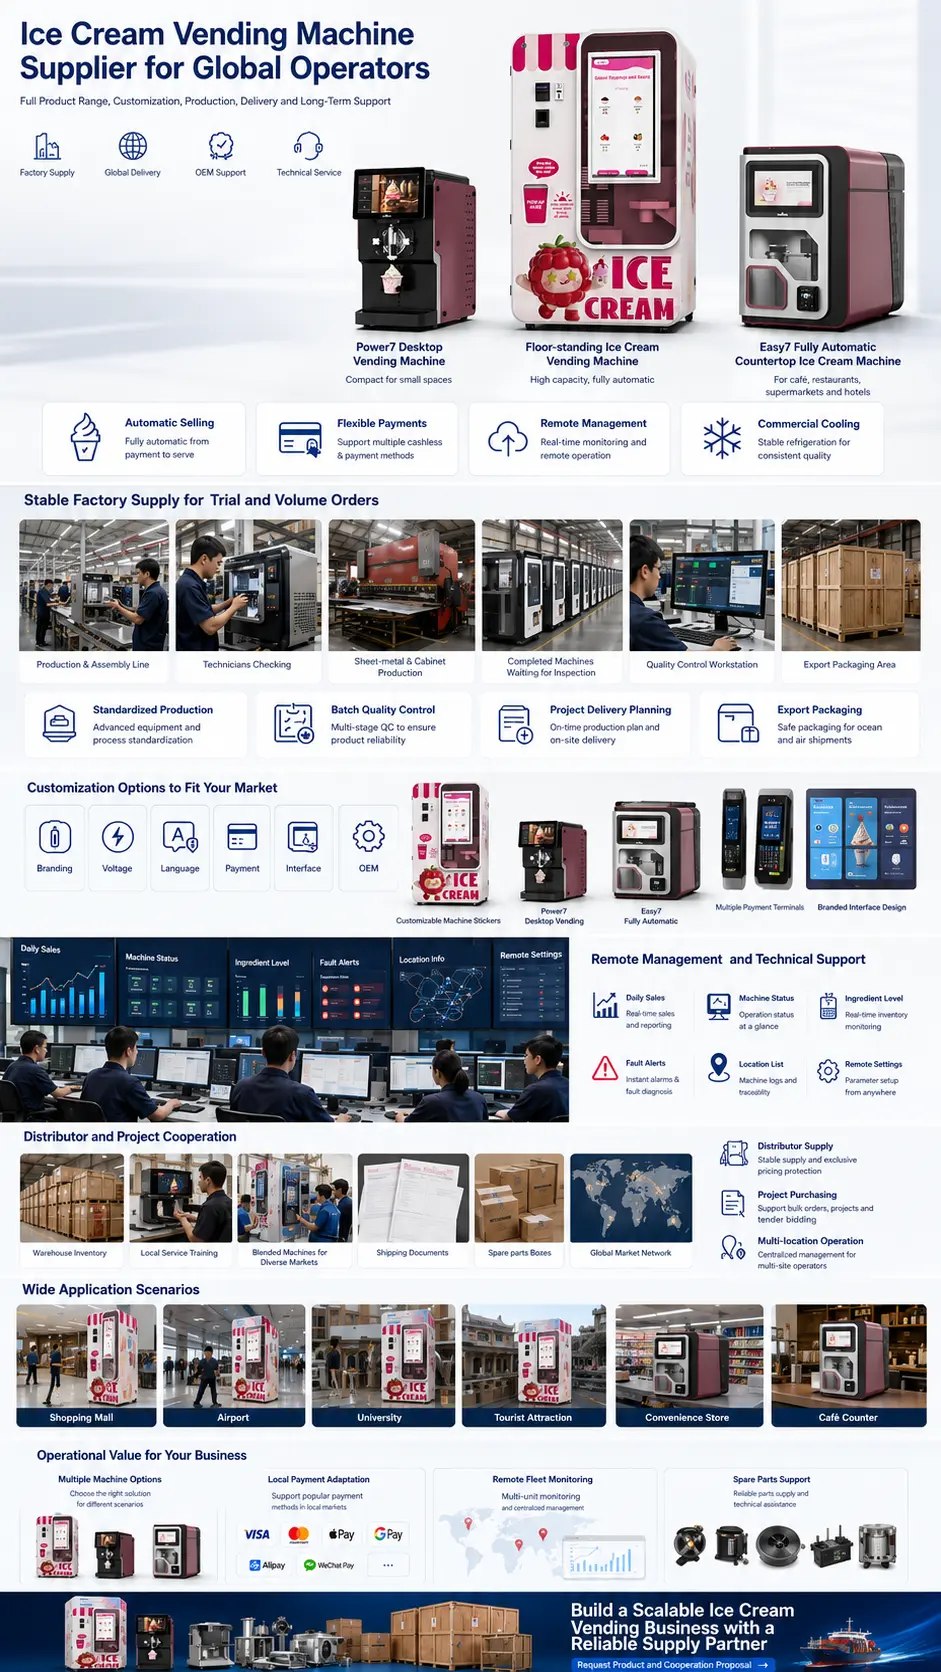 Ice Cream Vending Machine
Supplier for Global Operators
Full Product Range, Customization, Production, Delivery and Long-Term Support
Factory Supply
Global Delivery
OEM Support
Technical Service
ICE
CREAM
Power7 Desktop
Vending Machine
Compact for small spaces
Floor-standing Ice Cream
Vending Machine
High capacity, fully automatic
Easy7 Fully Automatic
Countertop Ice Cream Machine
For café, restaurants,
supermarkets and hotels
Automatic Selling
Fully automatic from
payment to serve
Flexible Payments
Support multiple cashless
& payment methods
Remote Management
Real-time monitoring and
remote operation
Commercial Cooling
Stable refrigeration for
consistent quality
Stable Factory Supply for Trial and Volume Orders
Production & Assembly Line
Technicians Checking
Sheet-metal & Cabinet
Production
Completed Machines
Waiting for Inspection
Quality Control Workstation
Export Packaging Area
Standardized Production
Advanced equipment and
process standardization
Batch Quality Control
Multi-stage QC to ensure
product reliability
Project Delivery Planning
On-time production plan and
on-site delivery
Export Packaging
Safe packaging for ocean
and air shipments
Customization Options to Fit Your Market
Branding
Voltage
Language
Payment
Interface
OEM
ICE
CREAM
Customizable Machine Stickers
Power7
Desktop Vending
Easy7
Fully Automatic
Multiple Payment Terminals
Branded Interface Design
Daily Sales
Machine Status
Ingredient Level
Fault Alerts
Location Info
Remote Settings
Remote Management and Technical Support
Daily Sales
Real-time sales
and reporting
Machine Status
Operation status
at a glance
Ingredient Level
Real-time inventory
monitoring
Fault Alerts
Instant alarms &
fault diagnosis
Location List
Machine logs and
traceability
Remote Settings
Parameter setup
from anywhere
Distributor and Project Cooperation
Warehouse Inventory
Local Service Training
Blended Machines for
Diverse Markets
Shipping Documents
Spare parts Boxes
Global Market Network
Distributor Supply
Stable supply and exclusive
pricing protection
Project Purchasing
Support bulk orders, projects and
tender bidding
Multi-location Operation
Centralized management for
multi-site operators
Wide Application Scenarios
ICE
CREAM
ICE
CREAM
ICE
CREAM
ICE
CREAM
Shopping Mall
Airport
University
Tourist Attraction
Convenience Store
Café Counter
Operational Value for Your Business
Multiple Machine Options
Choose the right solution
for different scenarios
Local Payment Adaptation
Support popular payment
methods in local markets
VISA
Pay
G Pay
Alipay
WeChat Pay
...
Remote Fleet Monitoring
Multi-unit monitoring
and centralized management
Spare Parts Support
Reliable parts supply and
technical assistance
Build a Scalable Ice Cream
Vending Business with a
Reliable Supply Partner
Request Product and Cooperation Proposal →